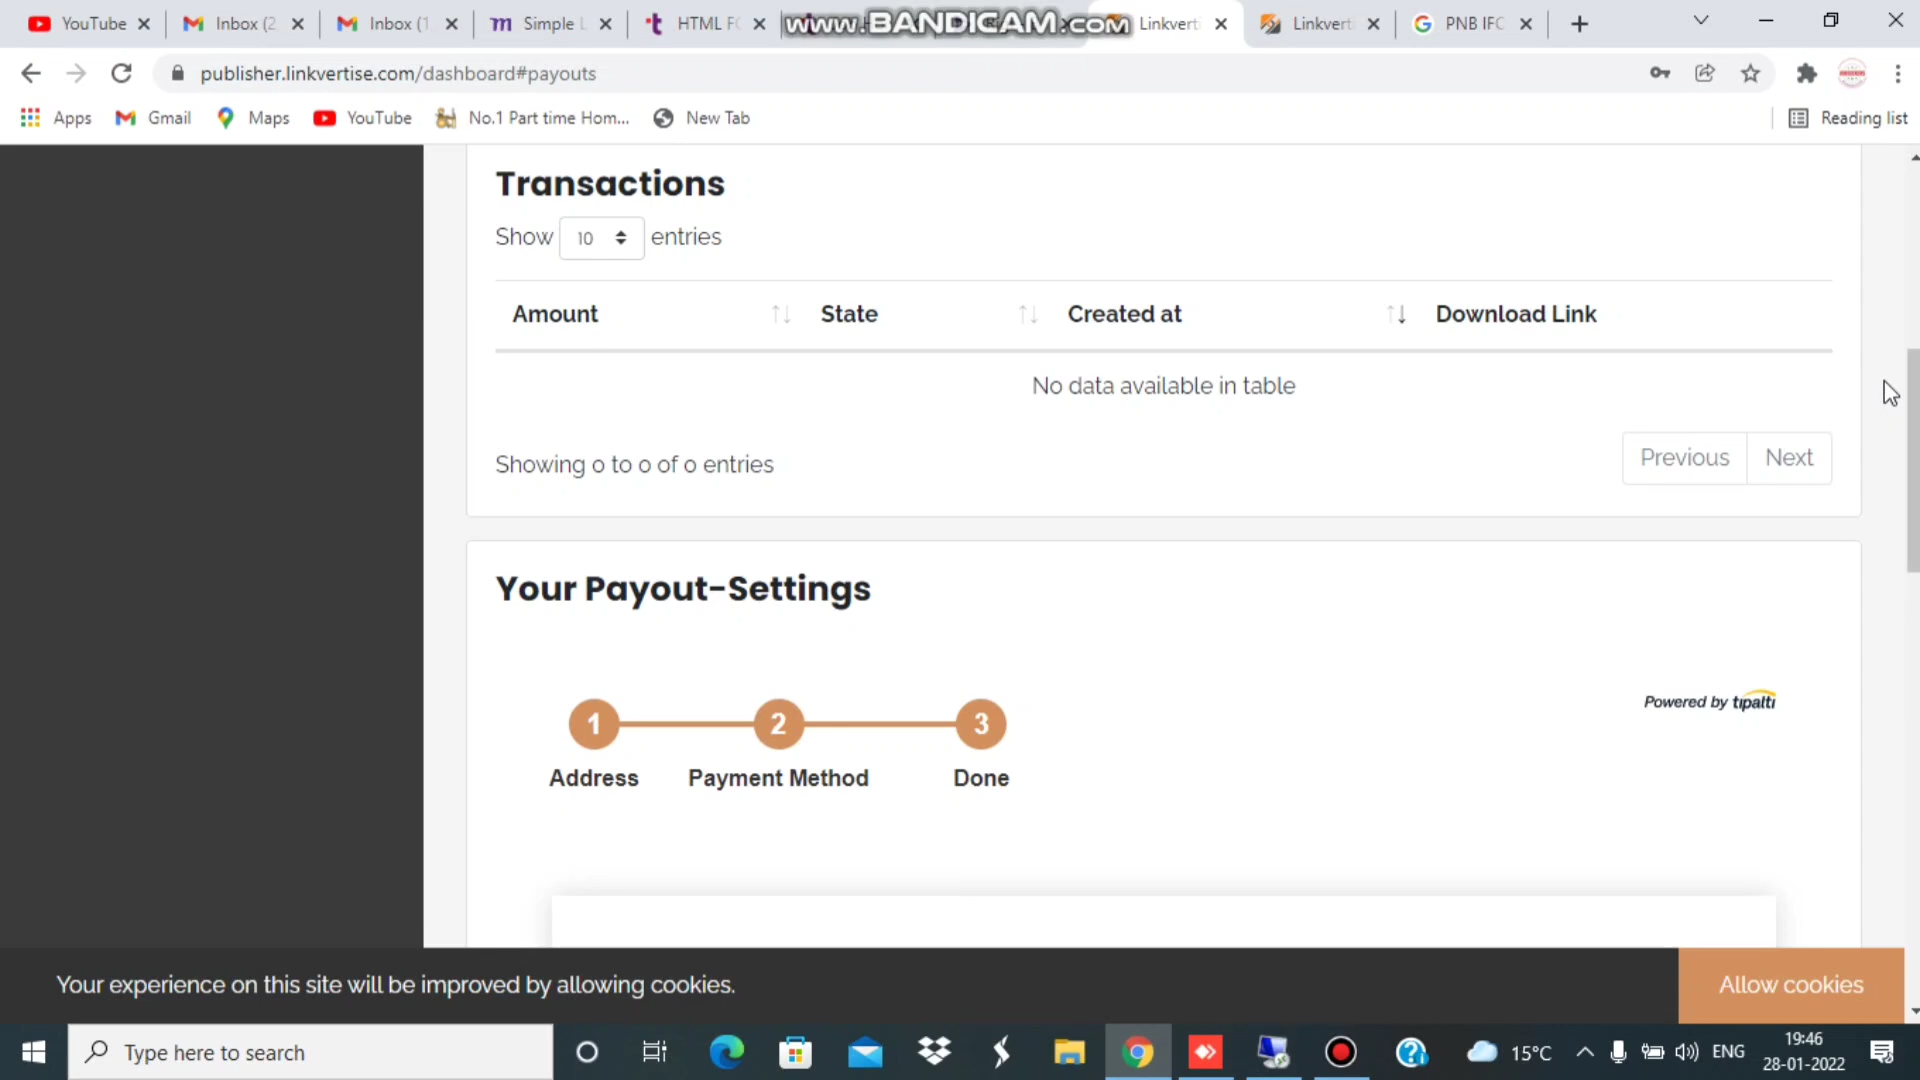 YouTube
Inbox (2
Inbox (1
Simple L
HTML FO
www.BANDICAM.com
Linkverti
Linkverti
PNB IFC
publisher.linkvertise.com/dashboard#payouts
Apps
Gmail
Maps
YouTube
No.1 Part time Hom...
New Tab
Reading list
Transactions
Show 10 entries
Amount State Created at Download Link
No data available in table
Showing 0 to 0 of 0 entries
Previous Next
Your Payout-Settings
Powered by tipalti
1 2 3
Address Payment Method Done
Your experience on this site will be improved by allowing cookies.
Allow cookies
Type here to search
15°C
ENG
19:46
28-01-2022